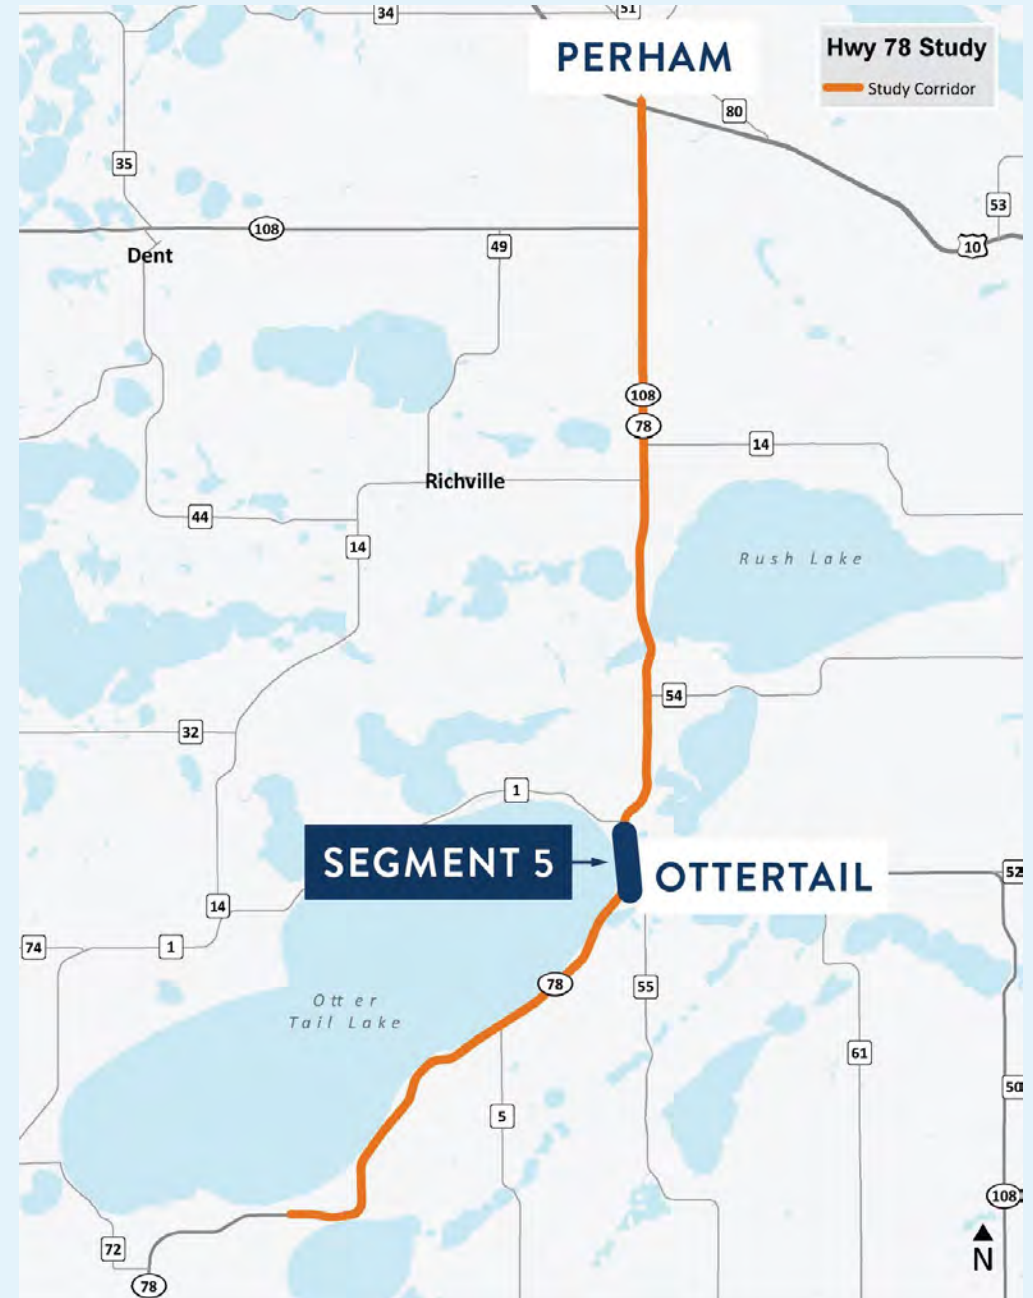 34
51
PERHAM
Hwy 78 Study
Study Corridor
80
35
53
108
49
10
Dent
108
78
14
Richville
44
14
Rush Lake
54
32
1
SEGMENT 5
OTTERTAIL
52
14
74
1
78
55
Otter
Tail Lake
61
50
5
108
72
N
78